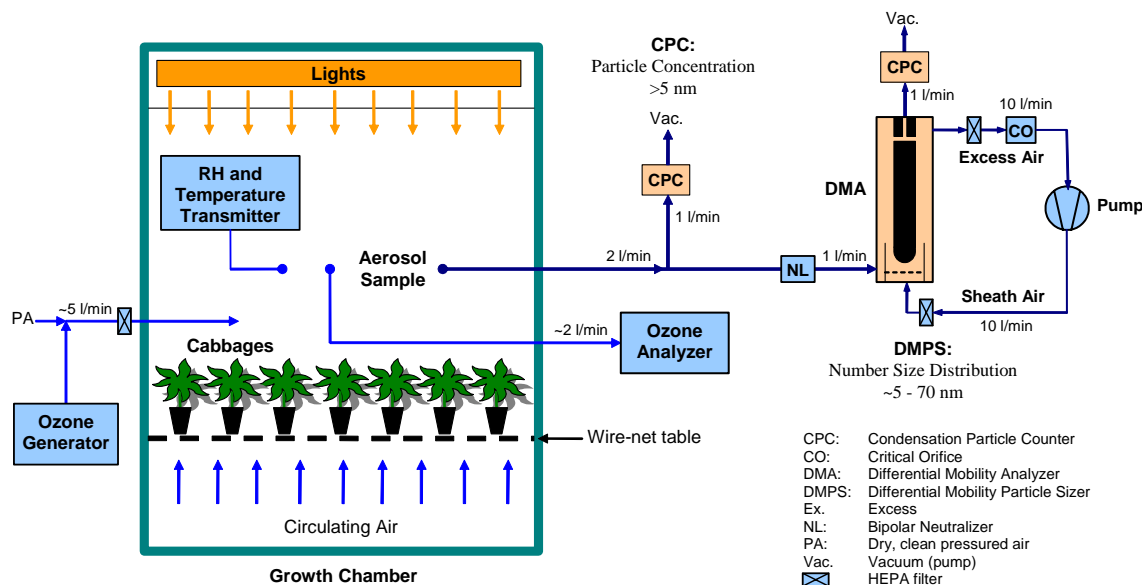 Lights
RH and
Temperature
Transmitter
Aerosol
Sample
PA
~5 l/min
Ozone
Generator
Cabbages
Wire-net table
Circulating Air
Growth Chamber
CPC:
Particle Concentration
>5 nm
Vac.
CPC
1 l/min
2 l/min
NL
1 l/min
~2 l/min
Ozone
Analyzer
Vac.
CPC
1 l/min
10 l/min
CO
Excess Air
DMA
Pump
Sheath Air
10 l/min
DMPS:
Number Size Distribution
~5 - 70 nm
CPC: Condensation Particle Counter
CO: Critical Orifice
DMA: Differential Mobility Analyzer
DMPS: Differential Mobility Particle Sizer
Ex. Excess
NL: Bipolar Neutralizer
PA: Dry, clean pressured air
Vac. Vacuum (pump)
HEPA filter